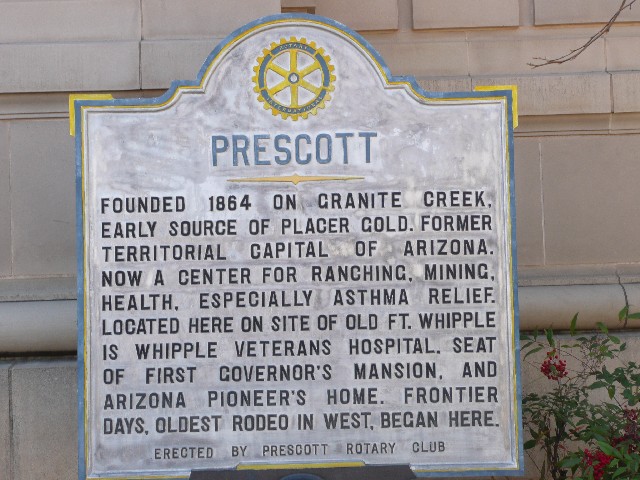 ROTARY
INTERNATIONAL
PRESCOTT
FOUNDED 1864 ON GRANITE CREEK,
EARLY SOURCE OF PLACER GOLD. FORMER
TERRITORIAL CAPITAL OF ARIZONA.
NOW A CENTER FOR RANCHING, MINING,
HEALTH, ESPECIALLY ASTHMA RELIEF.
LOCATED HERE ON SITE OF OLD FT. WHIPPLE
IS WHIPPLE VETERANS HOSPITAL. SEAT
OF FIRST GOVERNOR'S MANSION, AND
ARIZONA PIONEER'S HOME. FRONTIER
DAYS, OLDEST RODEO IN WEST, BEGAN HERE.
ERECTED BY PRESCOTT ROTARY CLUB